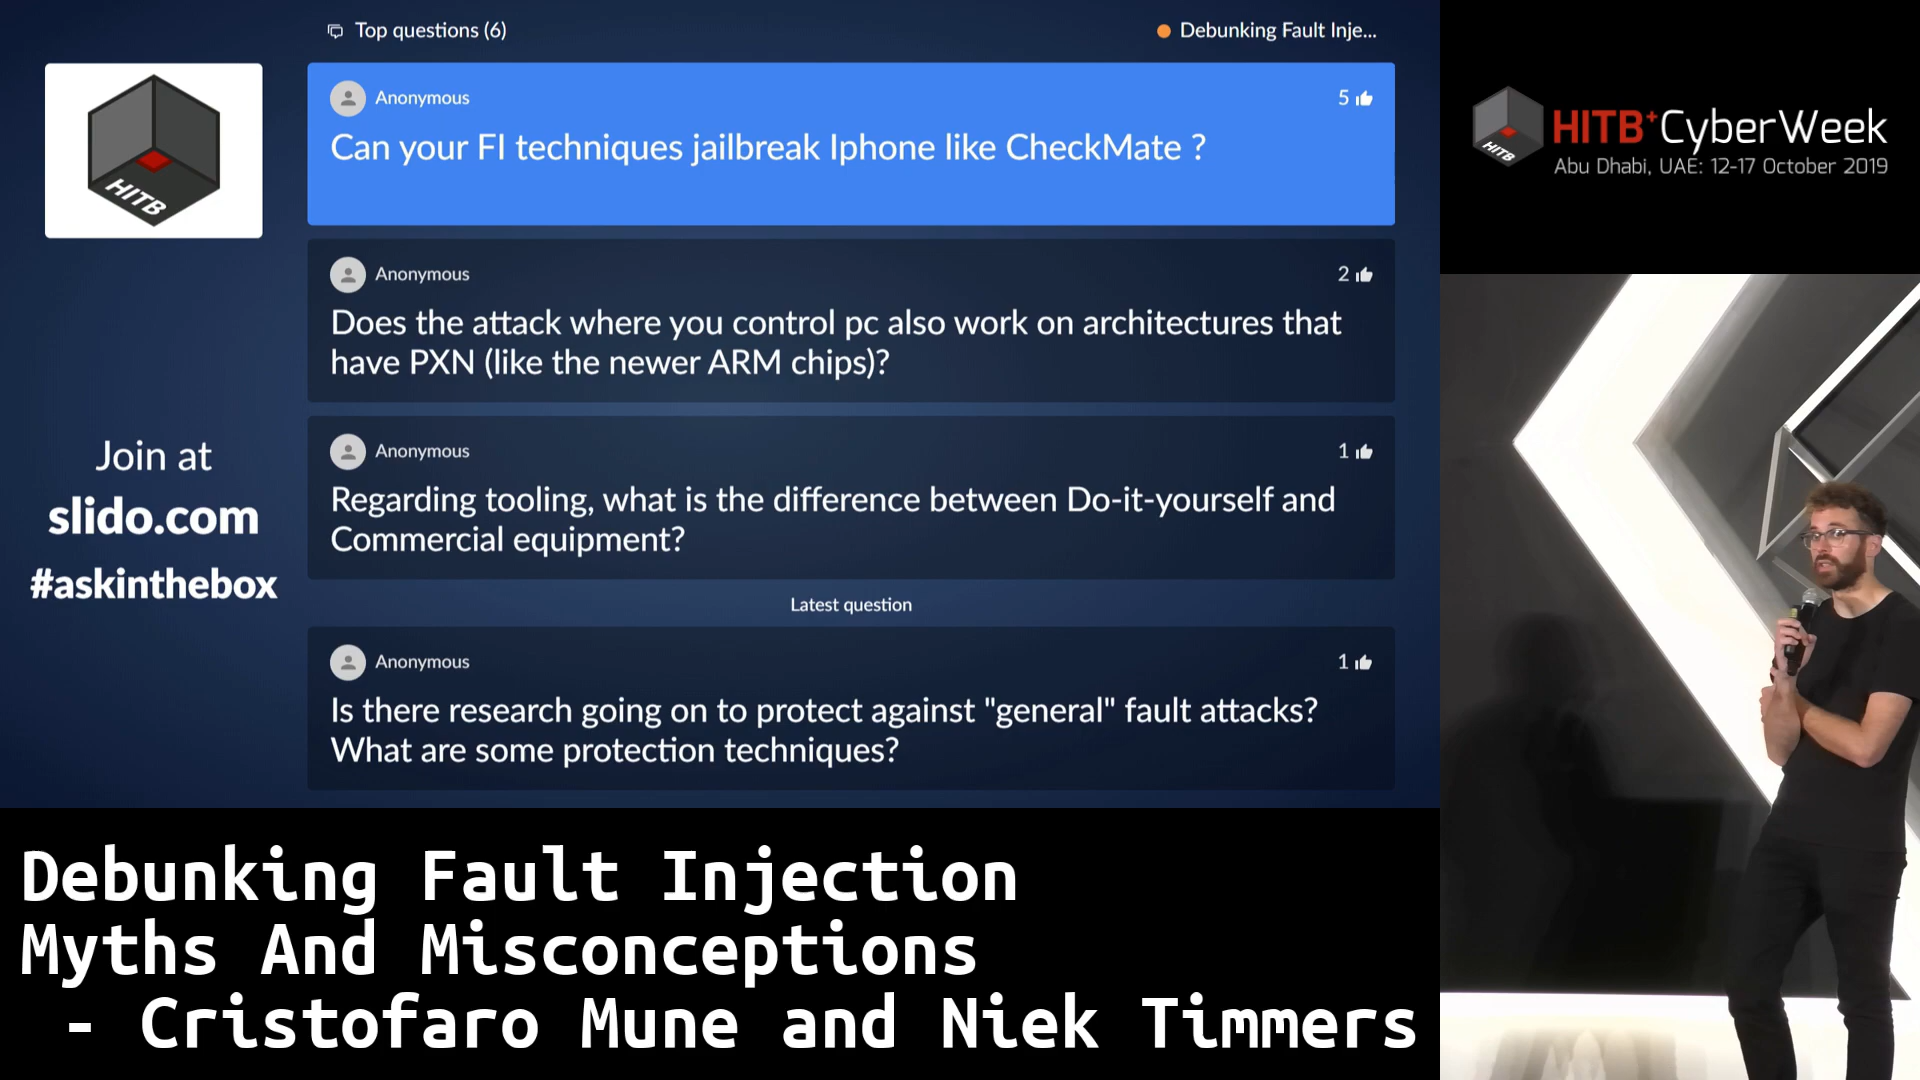 Top questions (6)
Debunking Fault Inje...
HITB
Anonymous
5
Can your FI techniques jailbreak Iphone like CheckMate ?
Anonymous
2
Does the attack where you control pc also work on architectures that
have PXN (like the newer ARM chips)?
Join at
slido.com
#askinthebox
Anonymous
1
Regarding tooling, what is the difference between Do-it-yourself and
Commercial equipment?
Latest question
Anonymous
1
Is there research going on to protect against "general" fault attacks?
What are some protection techniques?
HITB
HITB+CyberWeek
Abu Dhabi, UAE: 12-17 October 2019
Debunking Fault Injection
Myths And Misconceptions
- Cristofaro Mune and Niek Timmers